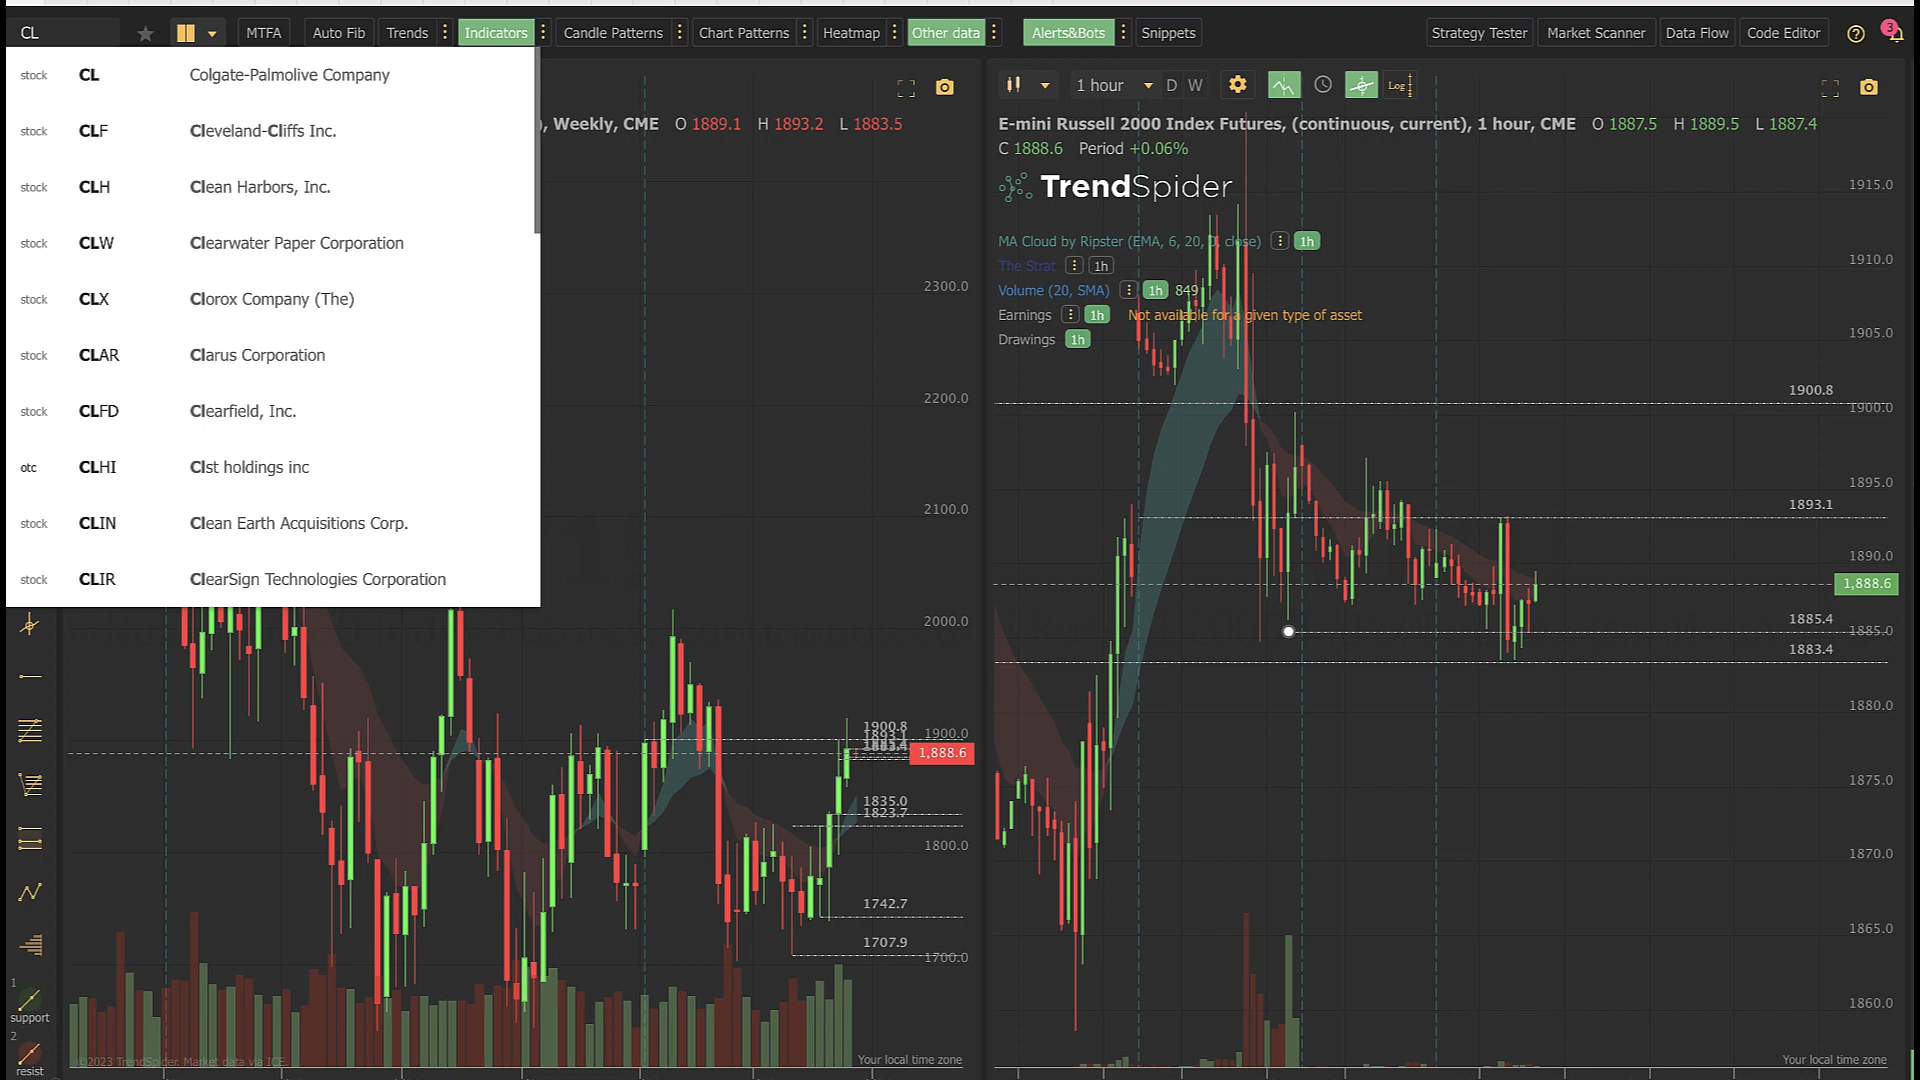 CL
MTFA
Auto Fib
Trends
Indicators
Candle Patterns
Chart Patterns
Heatmap
Other data
Alerts&Bots
Snippets
Strategy Tester
Market Scanner
Data Flow
Code Editor
3
stock CL Colgate-Palmolive Company
stock CLF Cleveland-Cliffs Inc.
stock CLH Clean Harbors, Inc.
stock CLW Clearwater Paper Corporation
stock CLX Clorox Company (The)
stock CLAR Clarus Corporation
stock CLFD Clearfield, Inc.
otc CLHI Clst holdings inc
stock CLIN Clean Earth Acquisitions Corp.
stock CLIR ClearSign Technologies Corporation
), Weekly, CME O 1889.1 H 1893.2 L 1883.5
2300.0
2200.0
2100.0
2000.0
1900.8
1900.0
1893.1
1,888.6
1835.0
1823.7
1800.0
1742.7
1707.9
1700.0
1
support
2
resist
©2023 TrendSpider. Market data via ICE.
Your local time zone
1 hour D W
Log
E-mini Russell 2000 Index Futures, (continuous, current), 1 hour, CME O 1887.5 H 1889.5 L 1887.4
C 1888.6 Period +0.06%
TrendSpider
MA Cloud by Ripster (EMA, 6, 20, 0, close) 1h
The Strat 1h
Volume (20, SMA) 1h 849
Earnings 1h Not available for a given type of asset
Drawings 1h
1915.0
1910.0
1905.0
1900.8
1900.0
1895.0
1893.1
1890.0
1,888.6
1885.4
1885.0
1883.4
1880.0
1875.0
1870.0
1865.0
1860.0
Your local time zone